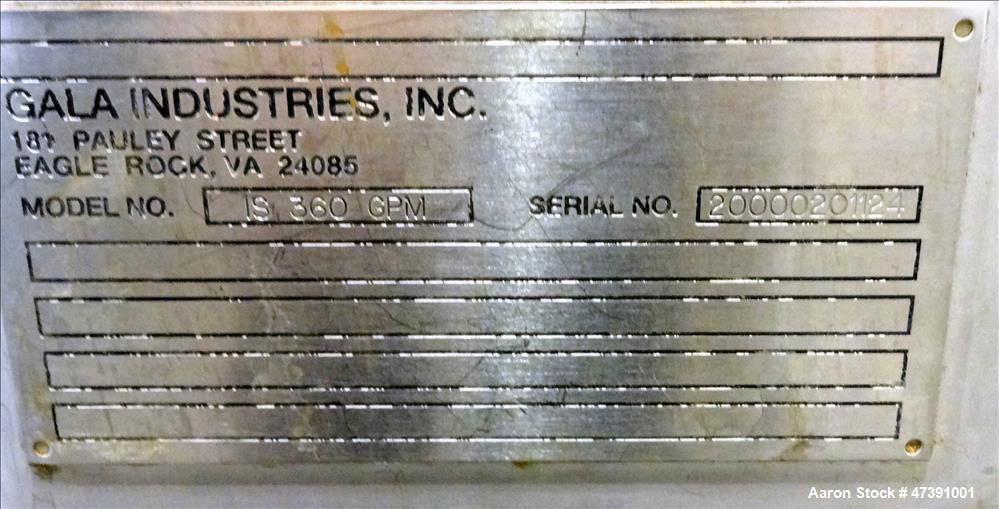 GALA INDUSTRIES, INC.
181 PAULEY STREET
EAGLE ROCK, VA 24085
MODEL NO. IS 360 GPM SERIAL NO. 20000201124
Aaron Stock # 47391001